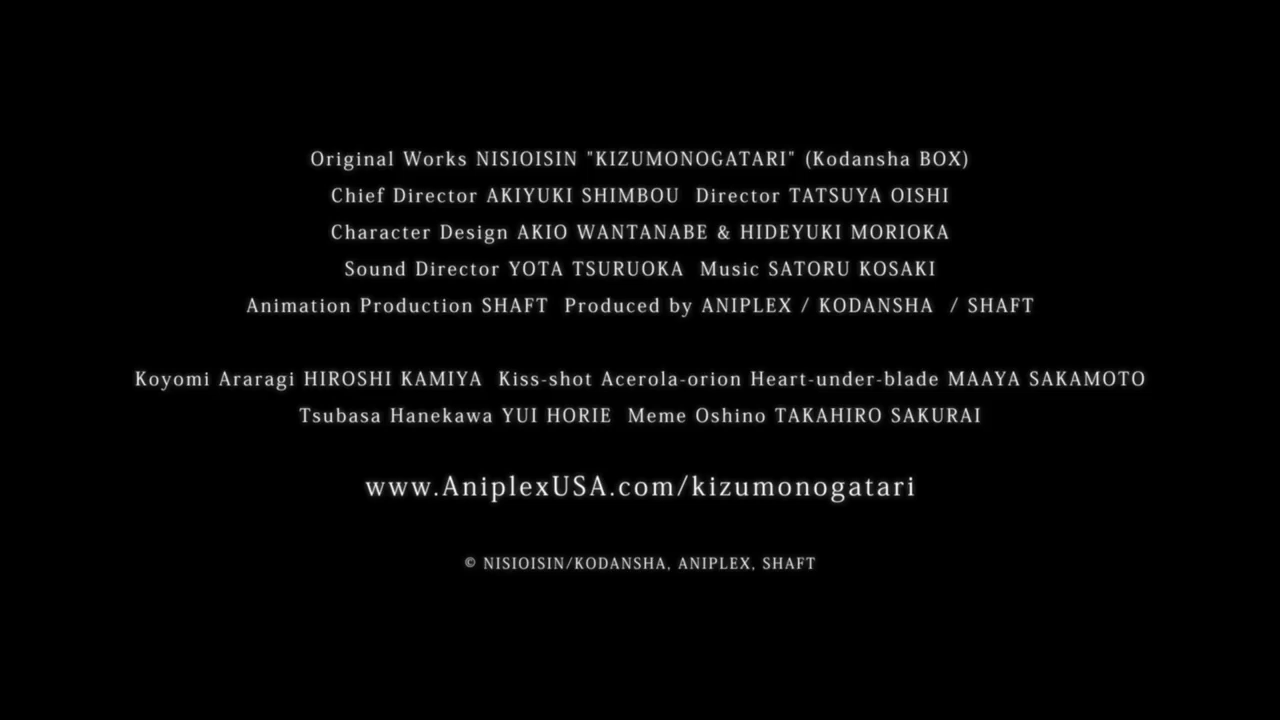 Original Works NISIOISIN "KIZUMONOGATARI" (Kodansha BOX)
Chief Director AKIYUKI SHIMBOU  Director TATSUYA OISHI
Character Design AKIO WANTANABE & HIDEYUKI MORIOKA
Sound Director YOTA TSURUOKA  Music SATORU KOSAKI
Animation Production SHAFT  Produced by ANIPLEX / KODANSHA  / SHAFT
Koyomi Araragi HIROSHI KAMIYA  Kiss-shot Acerola-orion Heart-under-blade MAAYA SAKAMOTO
Tsubasa Hanekawa YUI HORIE  Meme Oshino TAKAHIRO SAKURAI
www.AniplexUSA.com/kizumonogatari
© NISIOISIN/KODANSHA, ANIPLEX, SHAFT